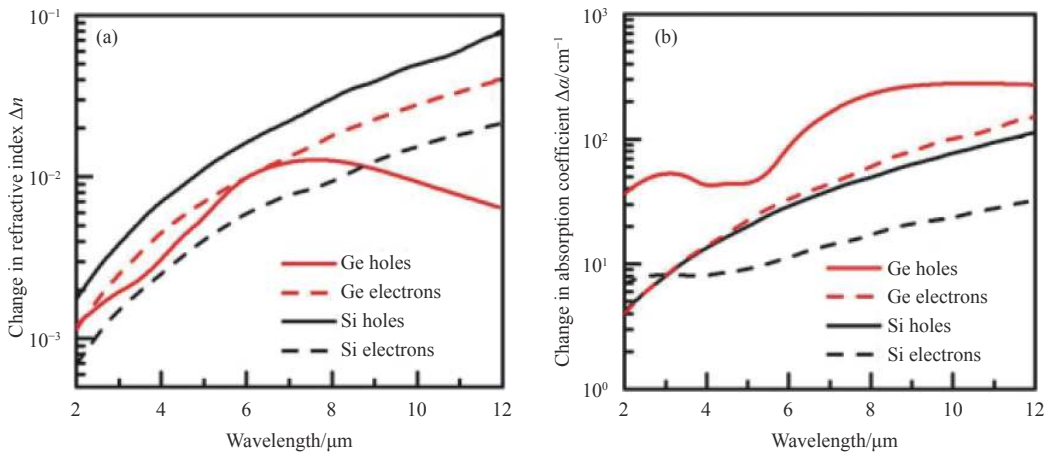 10⁻¹
(a)
10⁻²
10⁻³
Change in refractive index Δn
Ge holes
Ge electrons
Si holes
Si electrons
2 4 6 8 10 12
Wavelength/μm
10³
(b)
10²
10¹
10⁰
Change in absorption coefficient Δα/cm⁻¹
Ge holes
Ge electrons
Si holes
Si electrons
2 4 6 8 10 12
Wavelength/μm